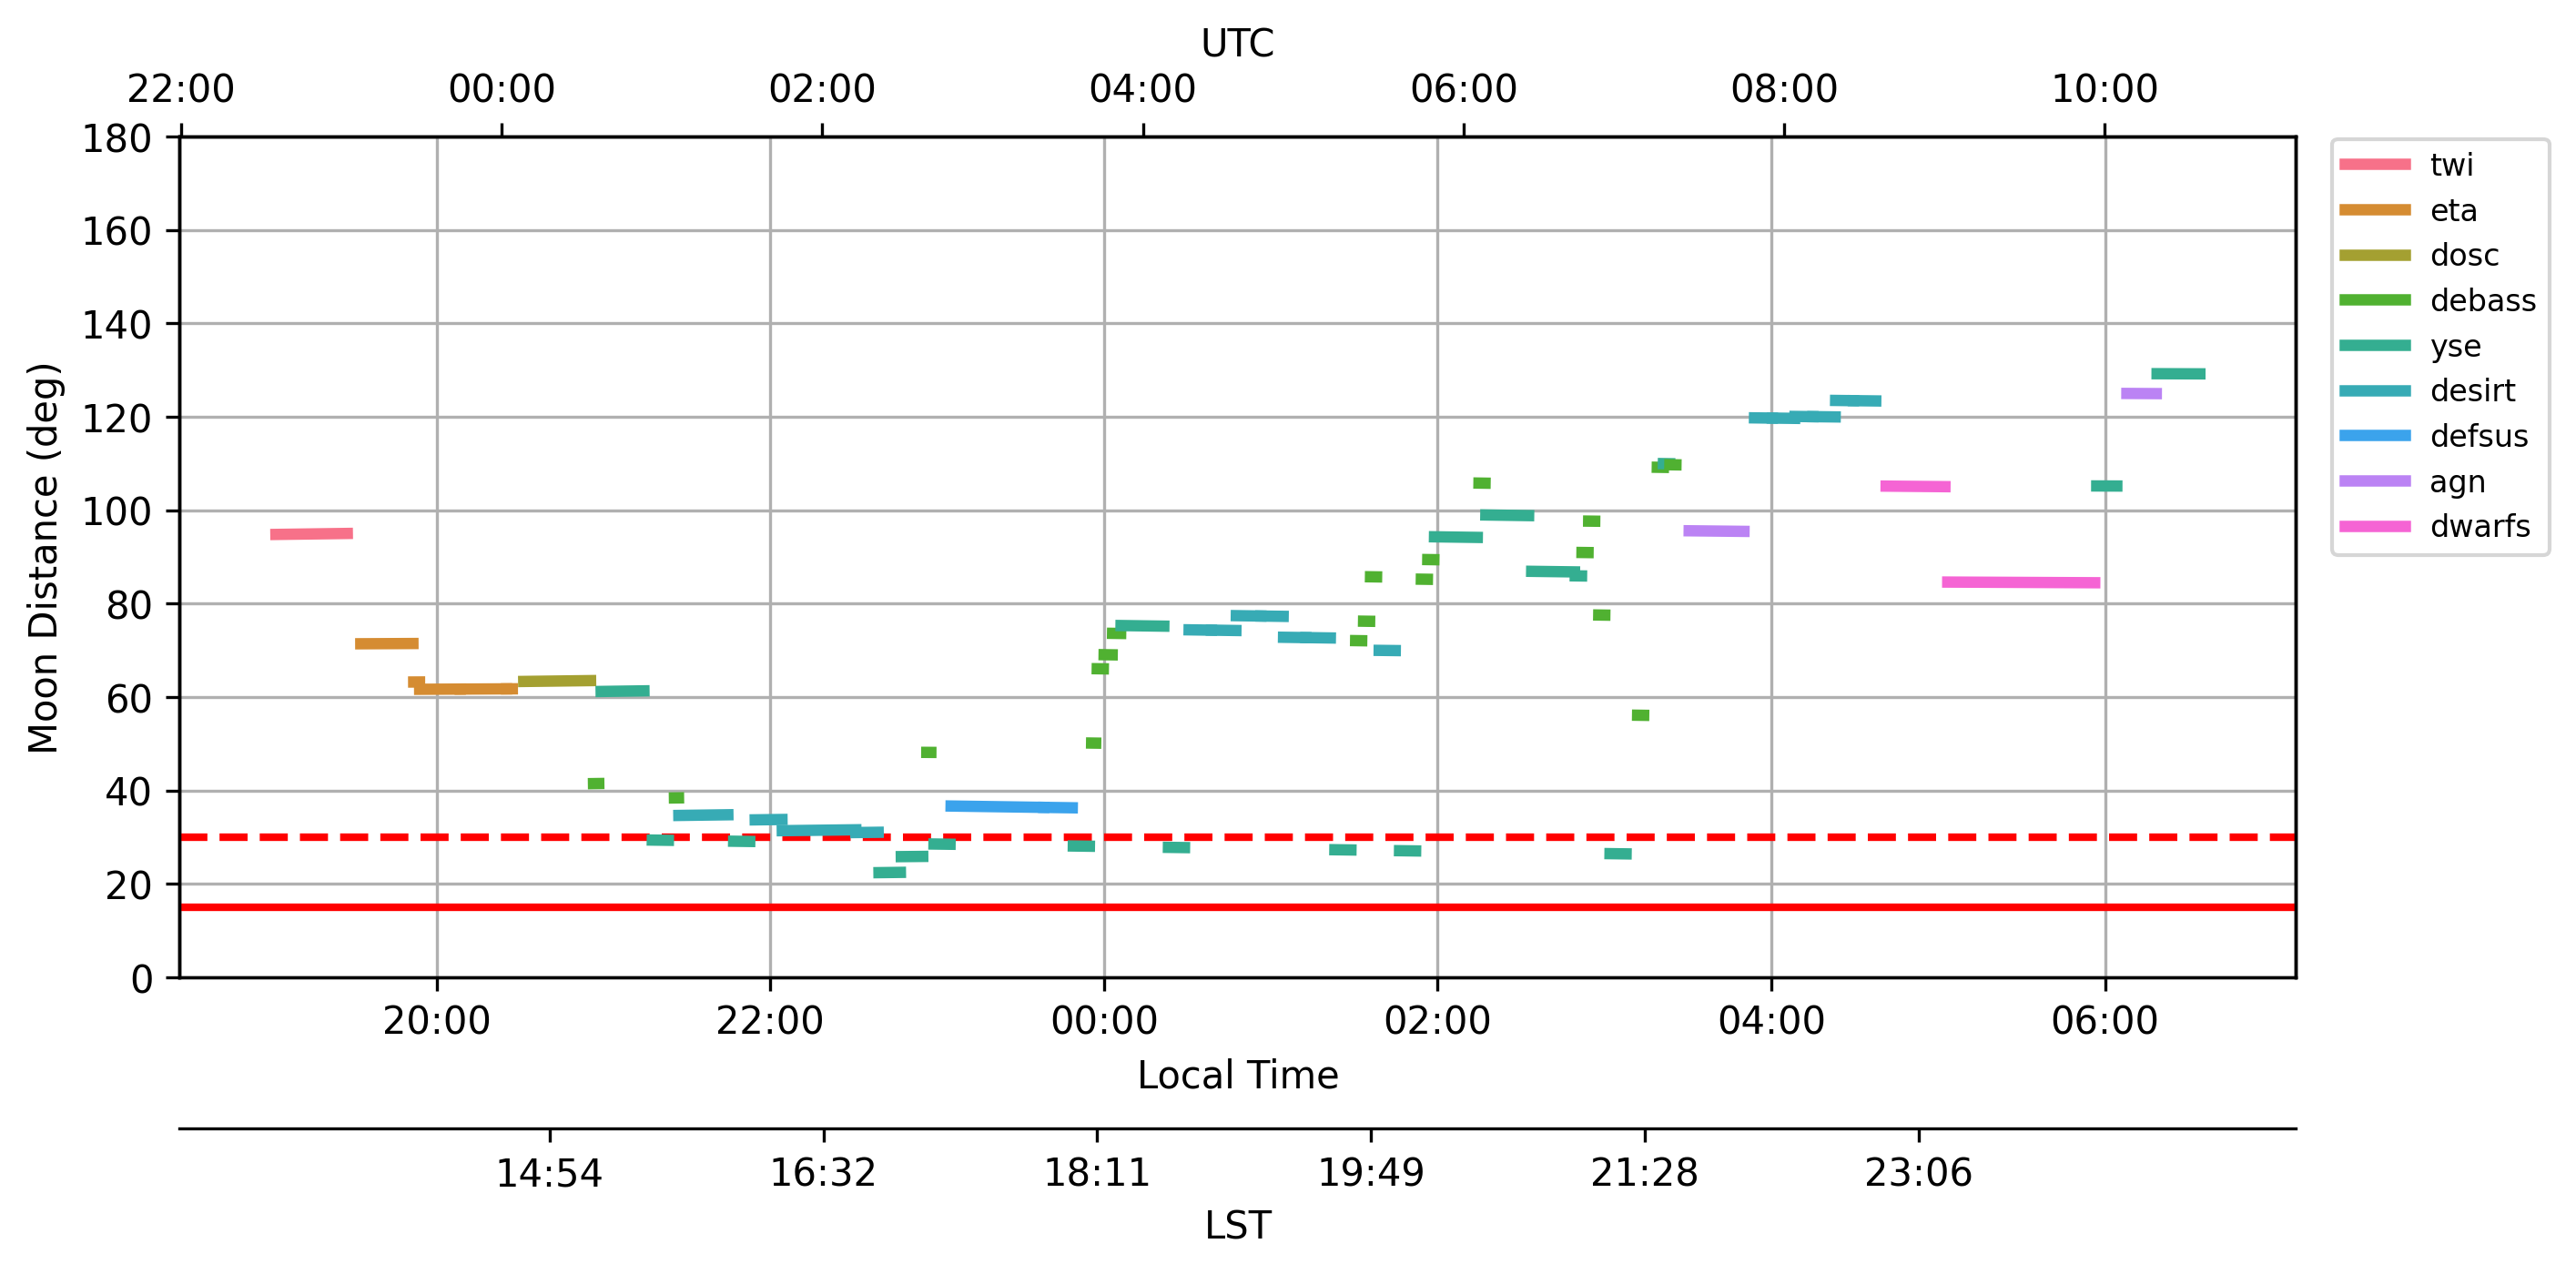 UTC
22:00 00:00 02:00 04:00 06:00 08:00 10:00
180
160
140
120
100
80
60
40
20
0
Moon Distance (deg)
twi
eta
dosc
debass
yse
desirt
defsus
agn
dwarfs
20:00 22:00 00:00 02:00 04:00 06:00
Local Time
14:54 16:32 18:11 19:49 21:28 23:06
LST